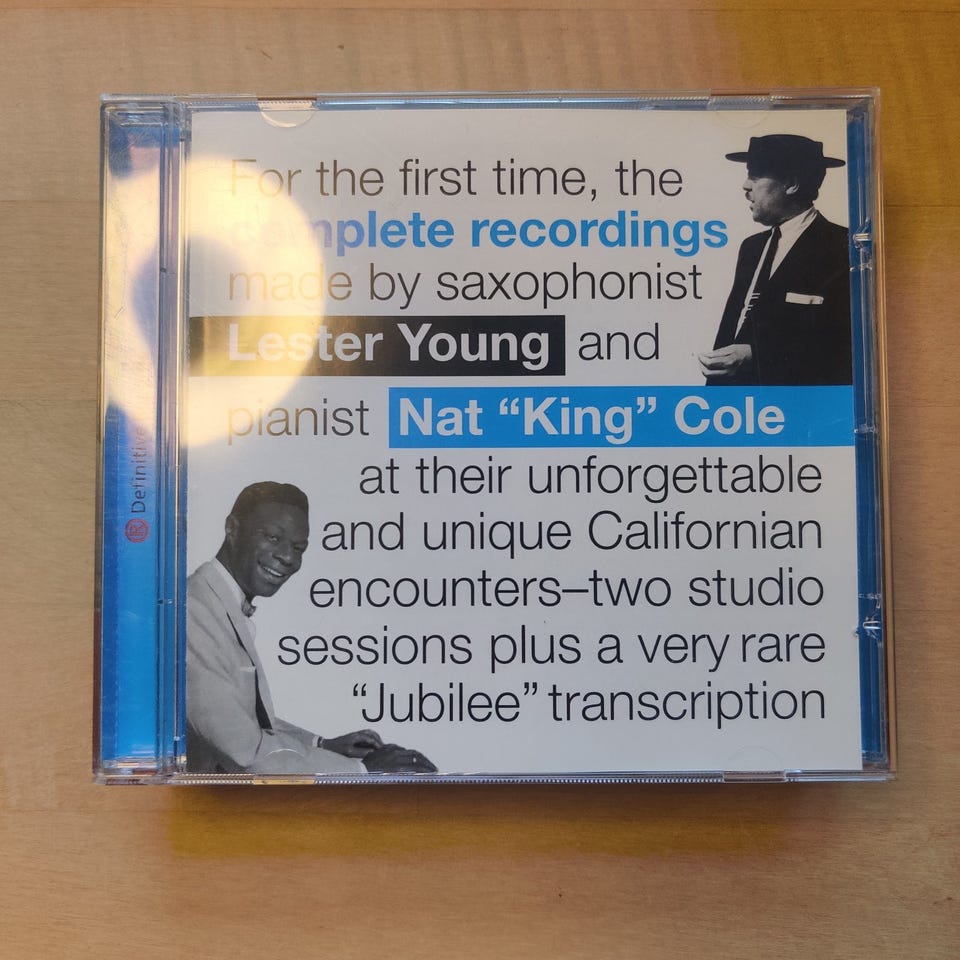 For the first time, the
complete recordings
made by saxophonist
Lester Young and
pianist Nat “King” Cole
at their unforgettable
and unique Californian
encounters–two studio
sessions plus a very rare
“Jubilee” transcription
Definitive